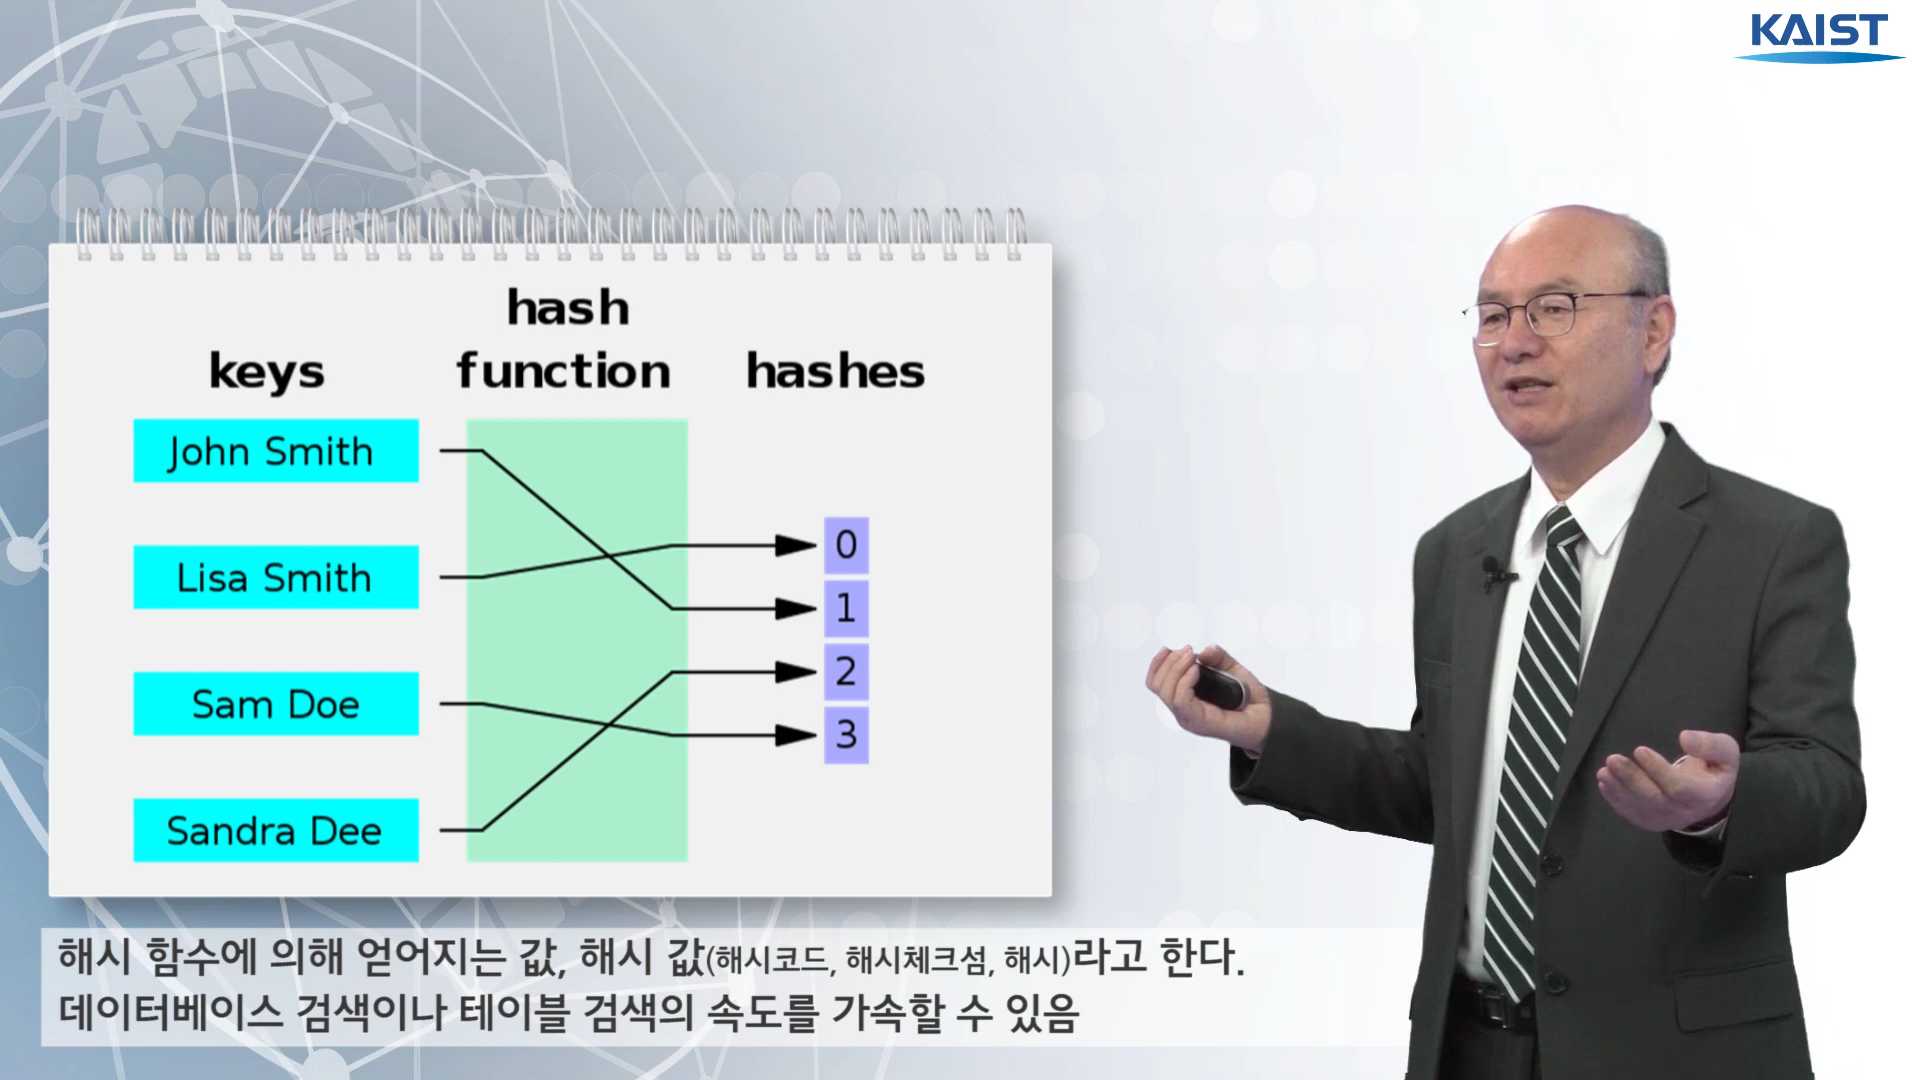 KAIST
hash
keys function hashes
John Smith
Lisa Smith
Sam Doe
Sandra Dee
0
1
2
3
해시 함수에 의해 얻어지는 값, 해시 값(해시코드, 해시체크섬, 해시)라고 한다.
데이터베이스 검색이나 테이블 검색의 속도를 가속할 수 있음